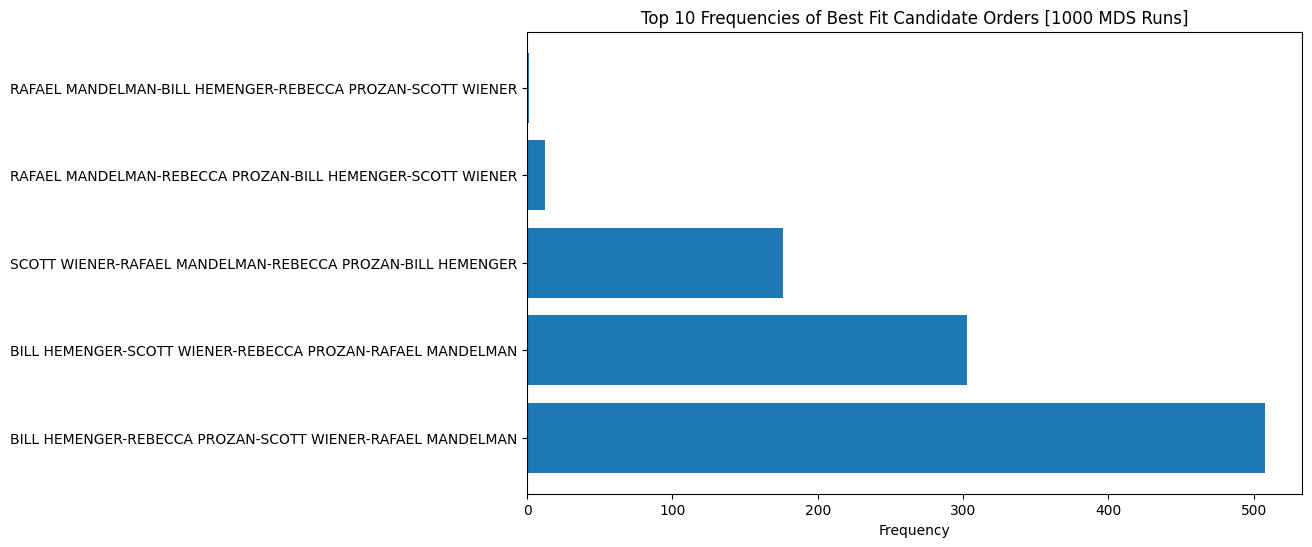 Top 10 Frequencies of Best Fit Candidate Orders [1000 MDS Runs]
RAFAEL MANDELMAN-BILL HEMENGER-REBECCA PROZAN-SCOTT WIENER
RAFAEL MANDELMAN-REBECCA PROZAN-BILL HEMENGER-SCOTT WIENER
SCOTT WIENER-RAFAEL MANDELMAN-REBECCA PROZAN-BILL HEMENGER
BILL HEMENGER-SCOTT WIENER-REBECCA PROZAN-RAFAEL MANDELMAN
BILL HEMENGER-REBECCA PROZAN-SCOTT WIENER-RAFAEL MANDELMAN
0 100 200 300 400 500
Frequency